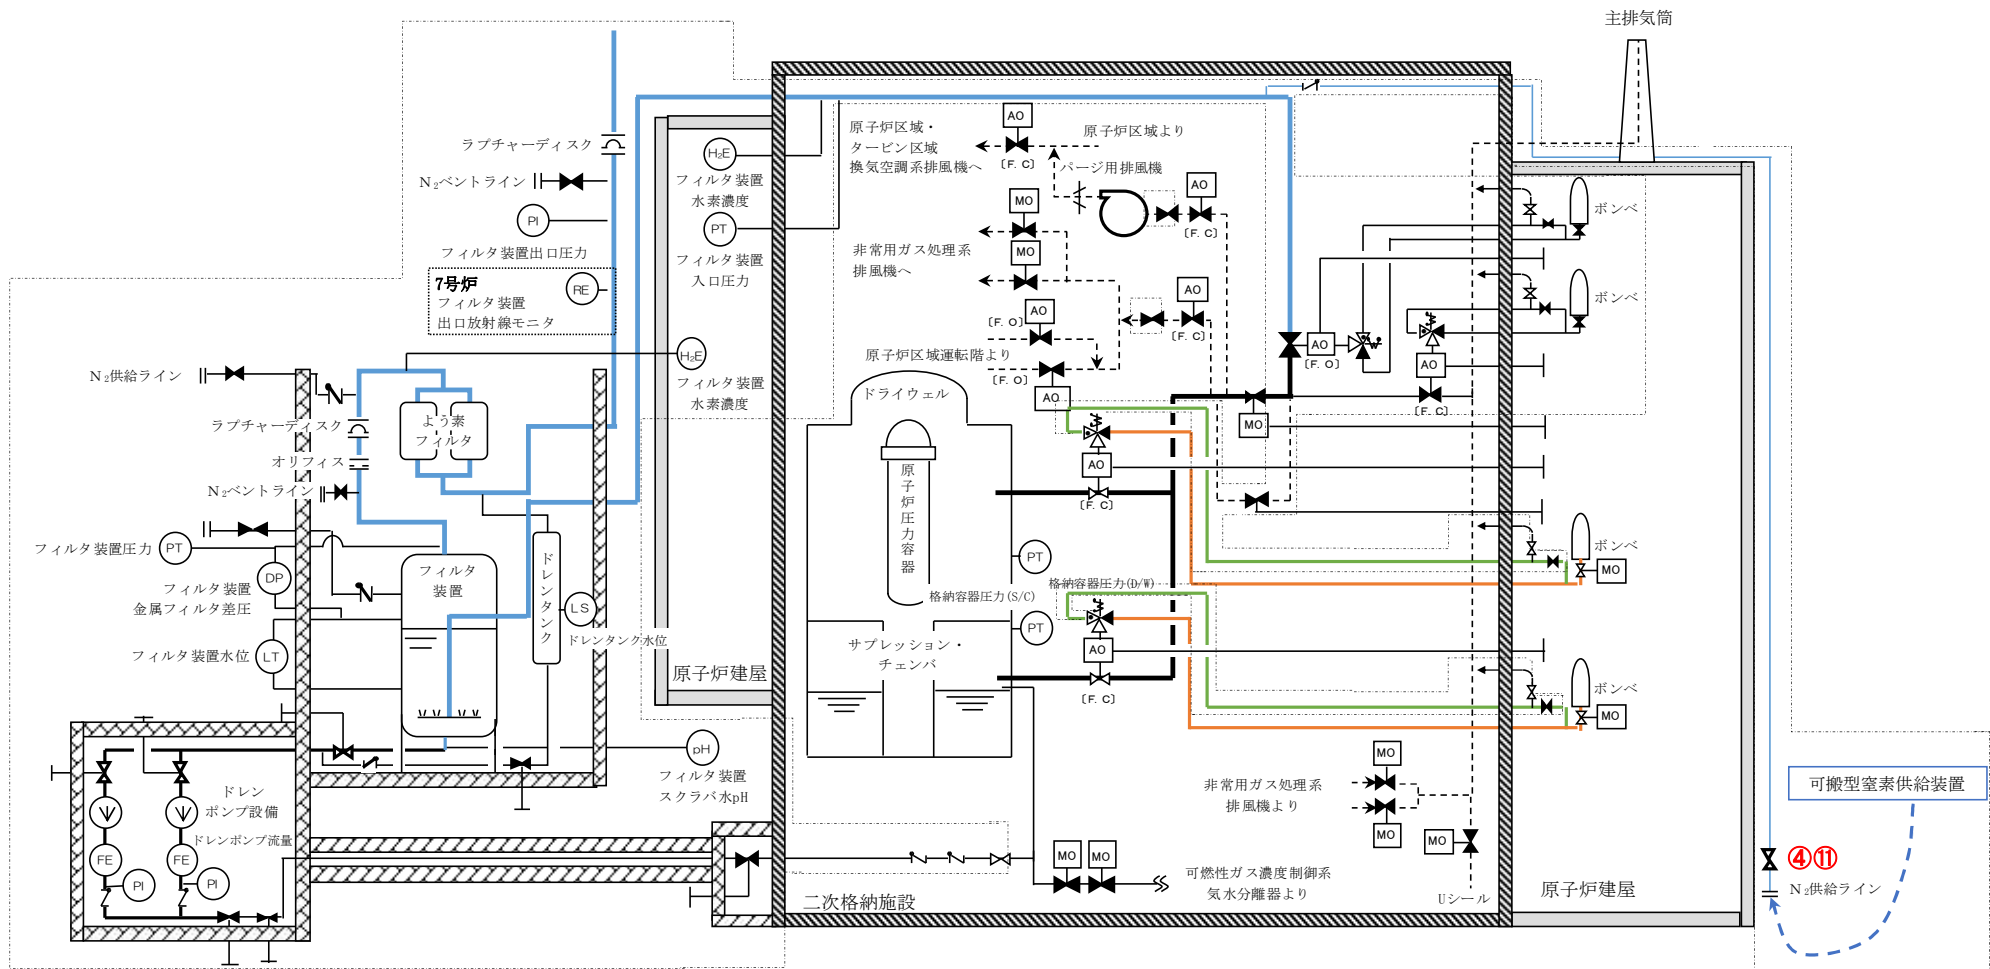 主排気筒
ラプチャーディスク
N₂ベントライン
PI
フィルタ装置出口圧力
7号炉
フィルタ装置
出口放射線モニタ
RE
H₂E
フィルタ装置
水素濃度
PT
フィルタ装置
入口圧力
H₂E
フィルタ装置
水素濃度
原子炉区域・
タービン区域
換気空調系排風機へ
AO
(F. C)
原子炉区域より
パージ用排風機
AO
(F. C)
MO
MO
非常用ガス処理系
排風機へ
AO
(F. O)
AO
(F. C)
原子炉区域運転階より
(F. O)
AO
ドライウェル
原子炉圧力容器
AO
(F. O)
AO
(F. C)
MO
AO
(F. C)
PT
格納容器圧力(D/W)
格納容器圧力(S/C)
PT
AO
(F. C)
サプレッション・
チェンバ
ボンベ
ボンベ
ボンベ
MO
ボンベ
MO
N₂供給ライン
ラプチャーディスク
オリフィス
N₂ベントライン
よう素
フィルタ
PT
フィルタ装置圧力
DP
フィルタ装置
金属フィルタ差圧
LT
フィルタ装置水位
フィルタ
装置
ドレンタンク
LS
ドレンタンク水位
原子炉建屋
pH
フィルタ装置
スクラバ水pH
ドレン
ポンプ設備
ドレンポンプ流量
FE
FE
PI
PI
二次格納施設
MO
MO
可燃性ガス濃度制御系
気水分離器より
非常用ガス処理系
排風機より
MO
MO
MO
Uシール
原子炉建屋
可搬型窒素供給装置
④⑪
N₂供給ライン